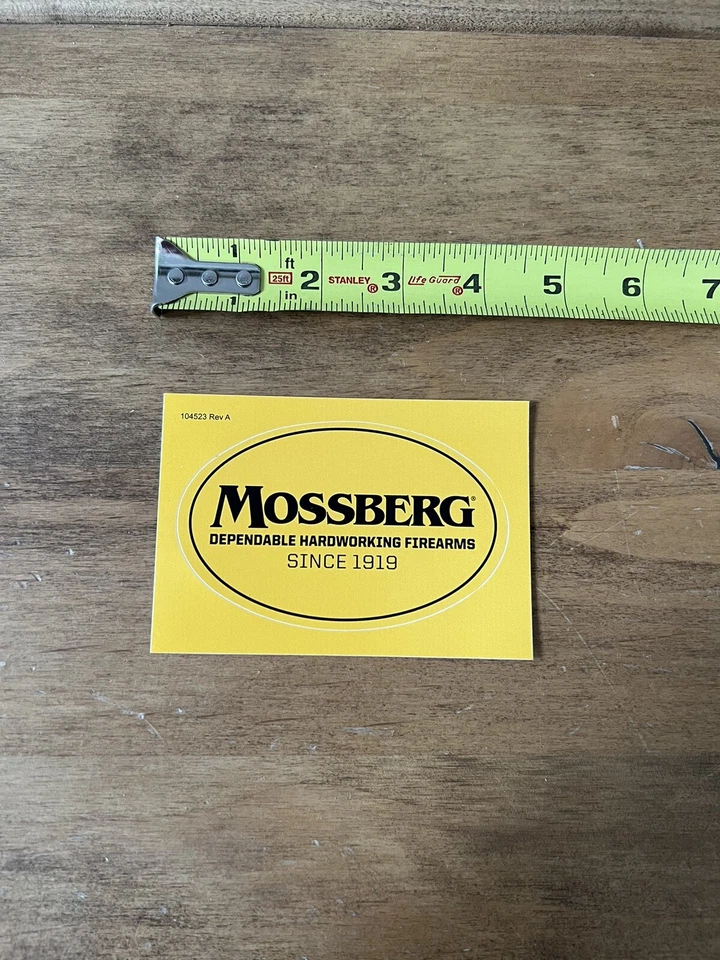 1 ft
25ft 2 STANLEY® 3 Life Guard® 4 5 6 7
1 in
104523 Rev A
MOSSBERG®
DEPENDABLE HARDWORKING FIREARMS
SINCE 1919